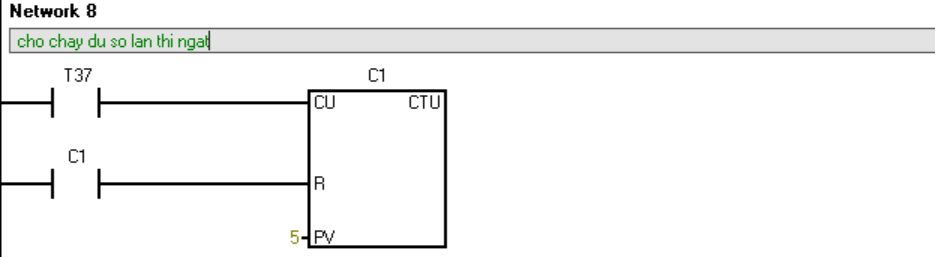 Network 8
cho chay du so lan thi ngat
T37
C1
CU CTU
C1
R
5 PV